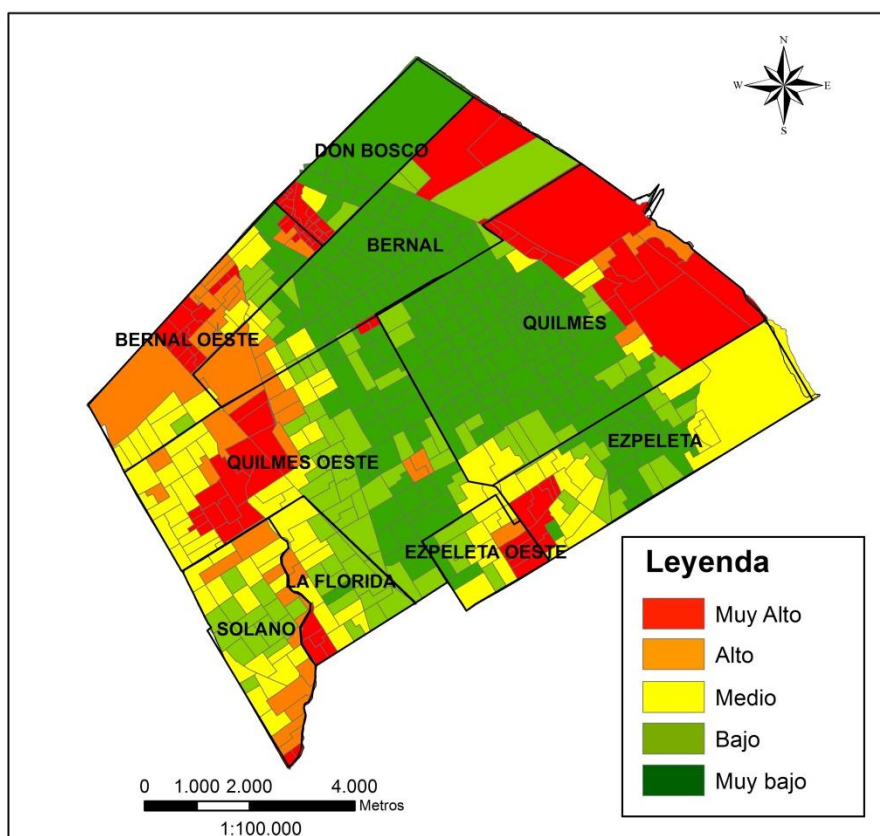 N
W
E
S
DON BOSCO
BERNAL
QUILMES
BERNAL OESTE
EZPELETA
QUILMES OESTE
EZPELETA OESTE
LA FLORIDA
SOLANO
Leyenda
Muy Alto
Alto
Medio
Bajo
Muy bajo
0 1.000 2.000 4.000
Metros
1:100.000